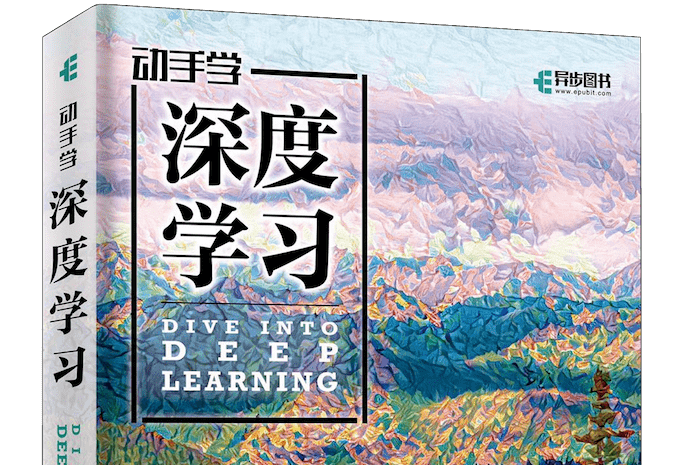 动手学
深度
学习
DIVE INTO
DEEP
LEARNING
异步图书
www.epubit.com
动手学
深度学习
DI
DEE